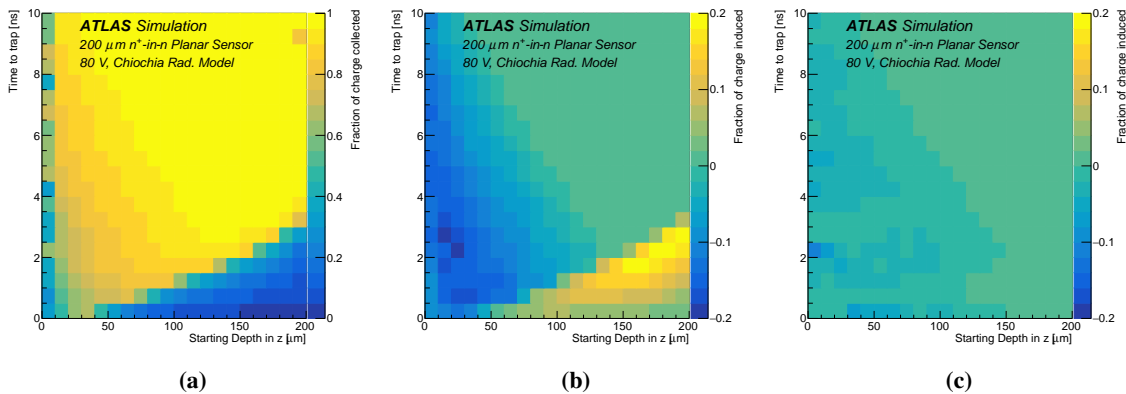 Time to trap [ns]
10
8
6
4
2
0
ATLAS Simulation
200 μm n⁺-in-n Planar Sensor
80 V, Chiochia Rad. Model
0 50 100 150 200
Starting Depth in z [μm]
1
0.8
0.6
0.4
0.2
0
Fraction of charge collected
(a)
Time to trap [ns]
10
8
6
4
2
0
ATLAS Simulation
200 μm n⁺-in-n Planar Sensor
80 V, Chiochia Rad. Model
0 50 100 150 200
Starting Depth in z [μm]
0.2
0.1
0
−0.1
−0.2
Fraction of charge induced
(b)
Time to trap [ns]
10
8
6
4
2
0
ATLAS Simulation
200 μm n⁺-in-n Planar Sensor
80 V, Chiochia Rad. Model
0 50 100 150 200
Starting Depth in z [μm]
0.2
0.1
0
−0.1
−0.2
Fraction of charge induced
(c)